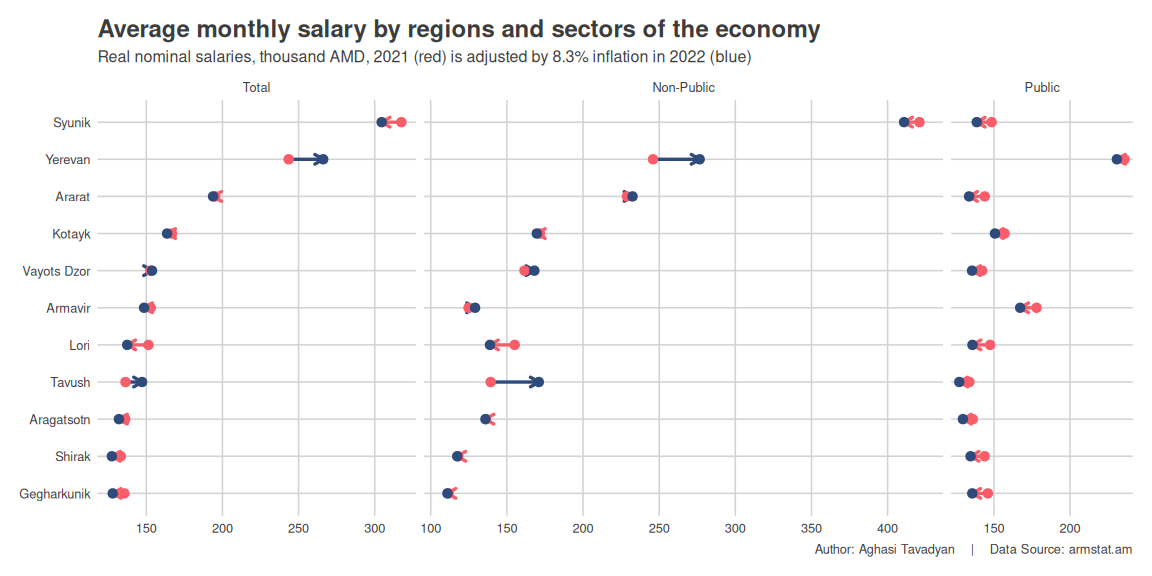 Average monthly salary by regions and sectors of the economy
Real nominal salaries, thousand AMD, 2021 (red) is adjusted by 8.3% inflation in 2022 (blue)
Total Non-Public Public
Syunik
Yerevan
Ararat
Kotayk
Vayots Dzor
Armavir
Lori
Tavush
Aragatsotn
Shirak
Gegharkunik
150 200 250 300 100 150 200 250 300 350 400 150 200
Author: Aghasi Tavadyan | Data Source: armstat.am